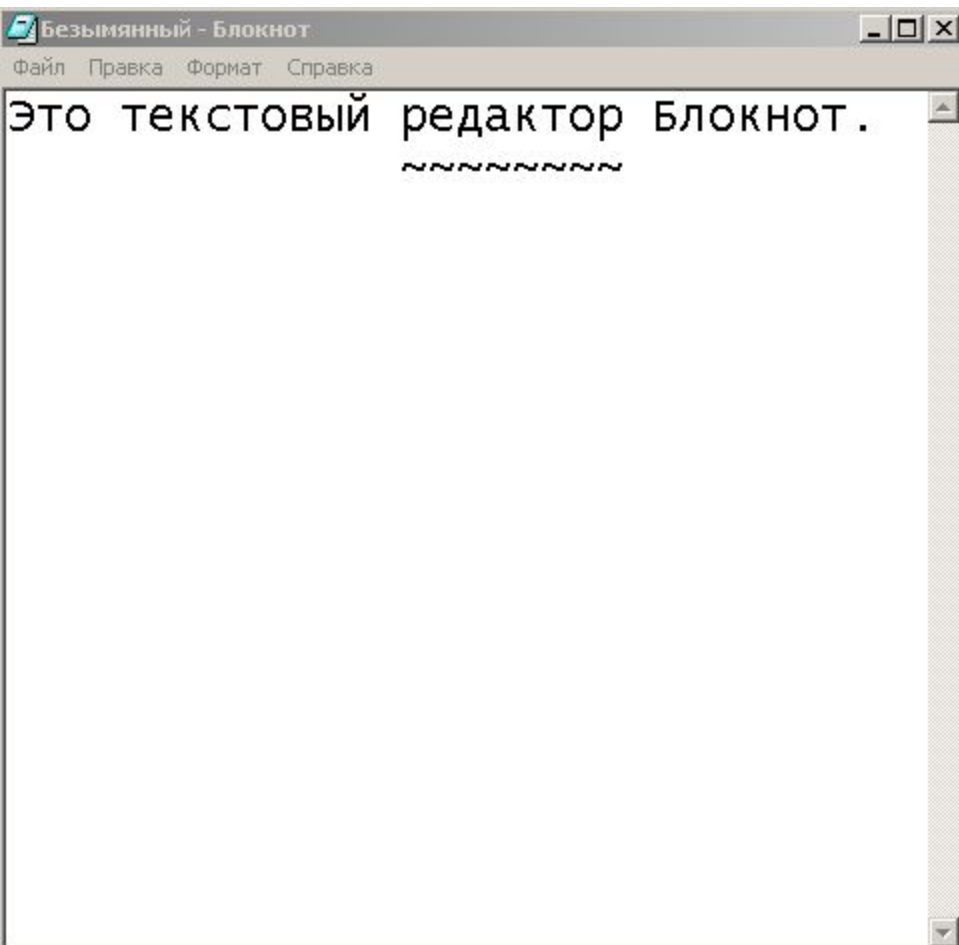 Безымянный - Блокнот
Файл Правка Формат Справка
Это текстовый редактор Блокнот.
~~~~~~~~